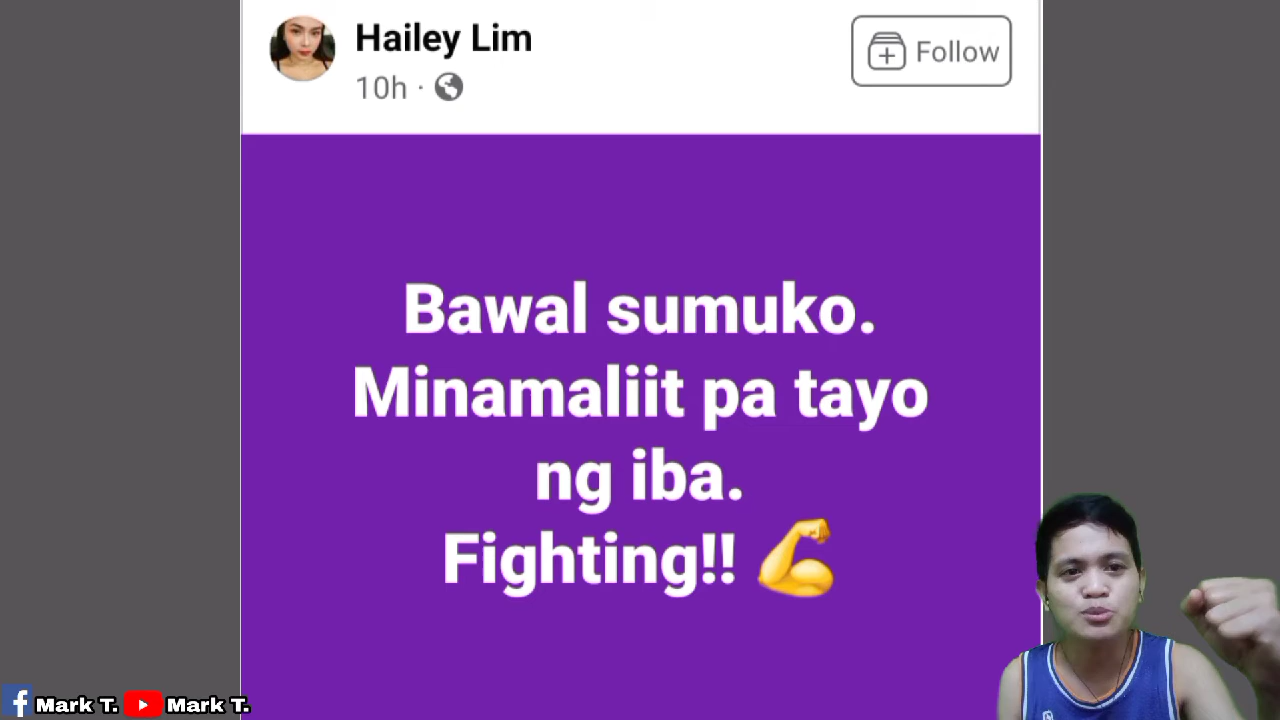 Hailey Lim
10h ·
Follow
Bawal sumuko.
Minamaliit pa tayo
ng iba.
Fighting!! 💪
Mark T. Mark T.